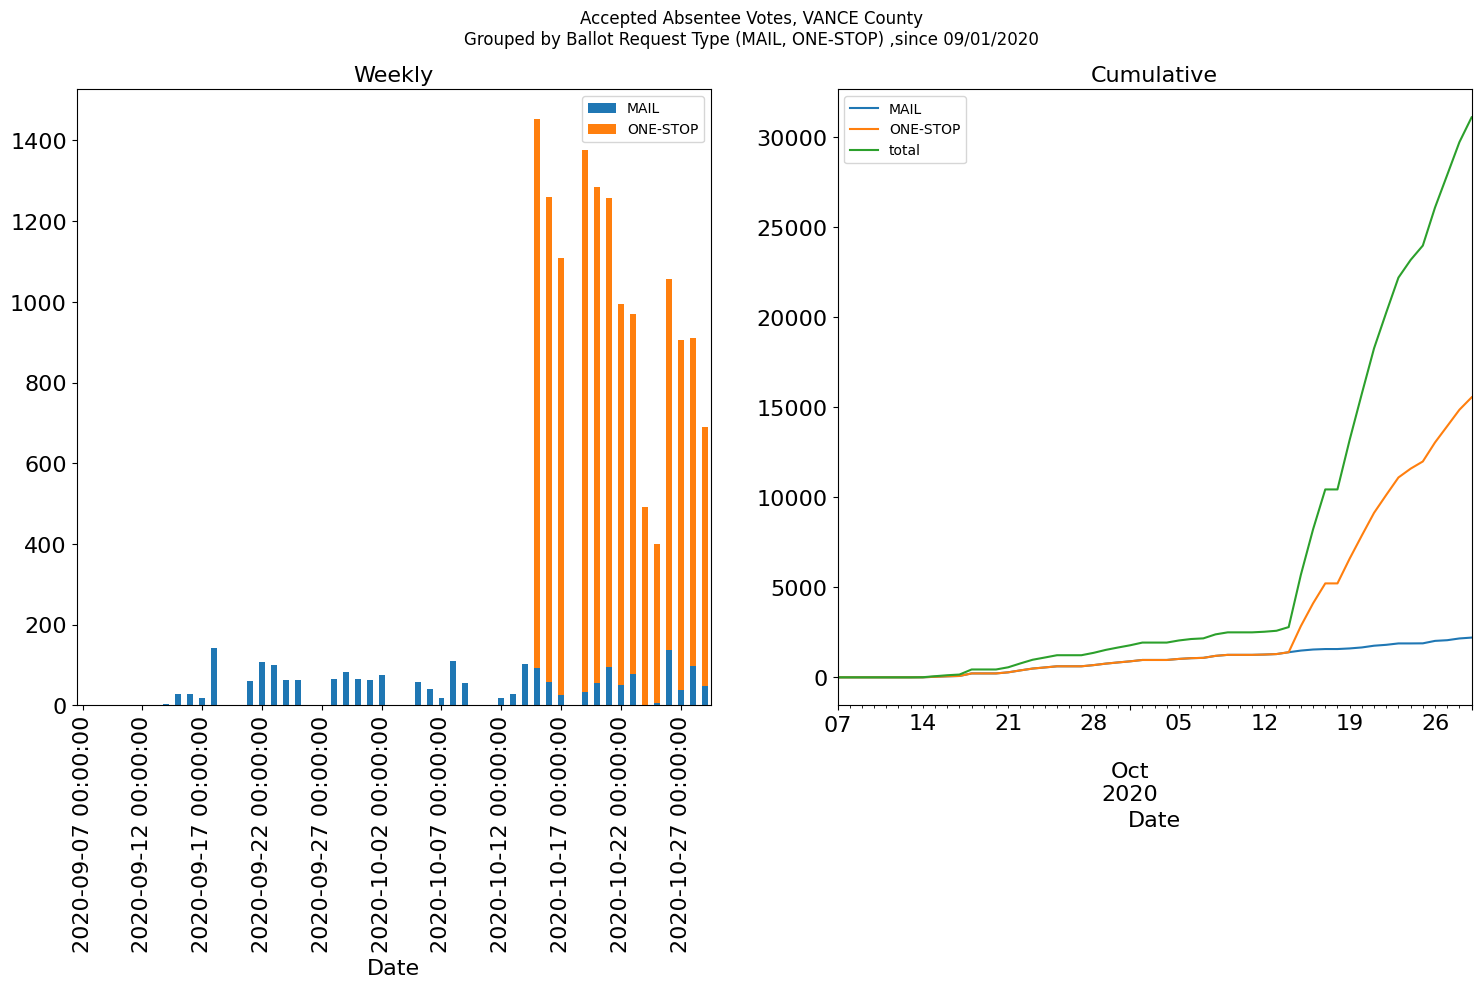 Accepted Absentee Votes, VANCE County
Grouped by Ballot Request Type (MAIL, ONE-STOP) ,since 09/01/2020
Weekly
MAIL
ONE-STOP
1400
1200
1000
800
600
400
200
0
2020-09-07 00:00:00
2020-09-12 00:00:00
2020-09-17 00:00:00
2020-09-22 00:00:00
2020-09-27 00:00:00
2020-10-02 00:00:00
2020-10-07 00:00:00
2020-10-12 00:00:00
2020-10-17 00:00:00
2020-10-22 00:00:00
2020-10-27 00:00:00
Date
Cumulative
MAIL
ONE-STOP
total
30000
25000
20000
15000
10000
5000
0
07 14 21 28 05 12 19 26
Oct
2020
Date